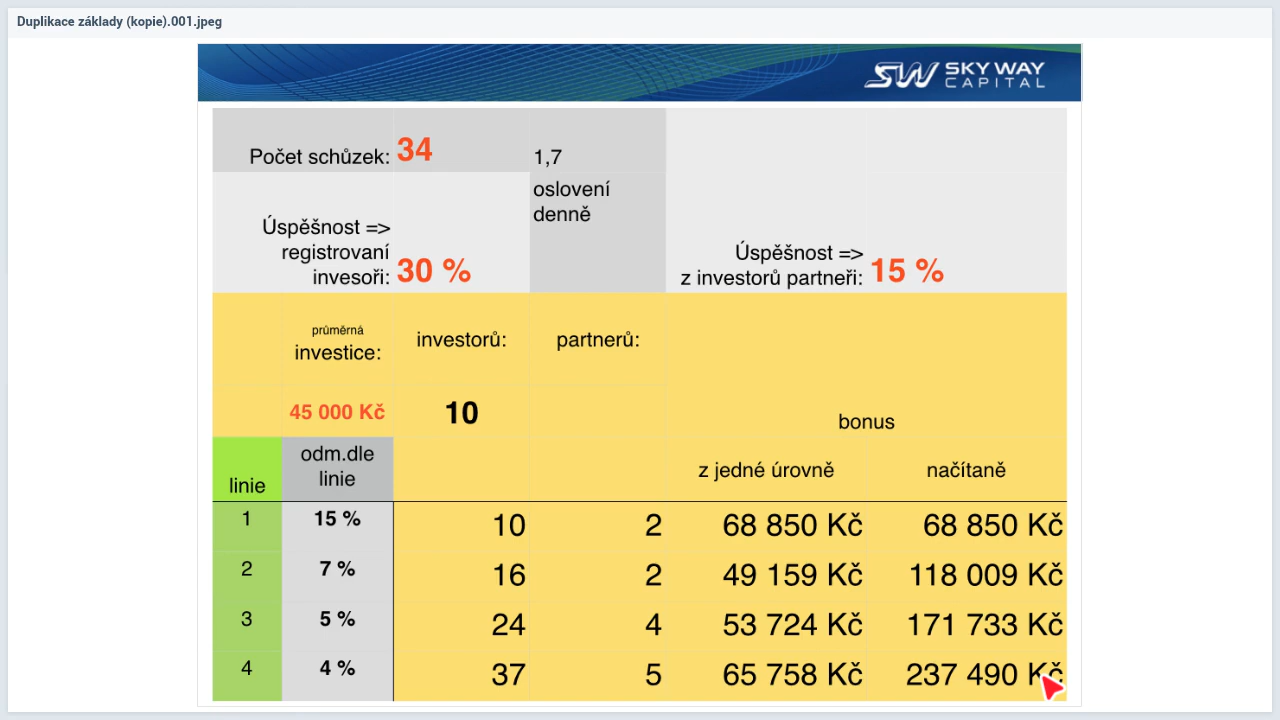 Duplikace základy (kopie).001.jpeg
SW SKY WAY
CAPITAL
Počet schůzek: 34 1,7
oslovení
denně
Úspěšnost =>
registrovaní
invesoři: 30 %
Úspěšnost =>
z investorů partneři: 15 %
průměrná
investice: investorů: partnerů:
45 000 Kč 10 bonus
linie odm.dle
linie z jedné úrovně načítaně
1 15 % 10 2 68 850 Kč 68 850 Kč
2 7 % 16 2 49 159 Kč 118 009 Kč
3 5 % 24 4 53 724 Kč 171 733 Kč
4 4 % 37 5 65 758 Kč 237 490 Kč